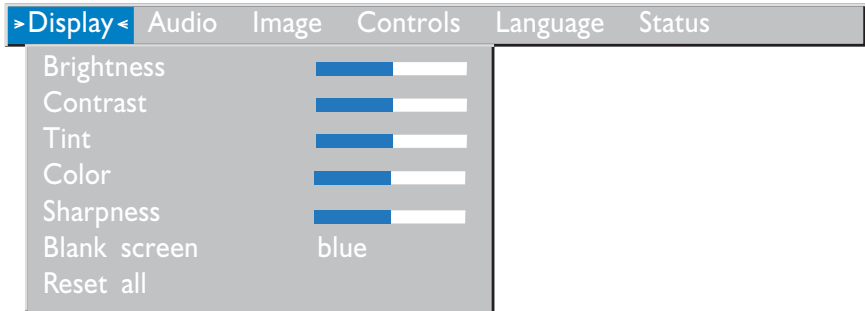 >Display< Audio Image Controls Language Status
Brightness
Contrast
Tint
Color
Sharpness
Blank screen blue
Reset all